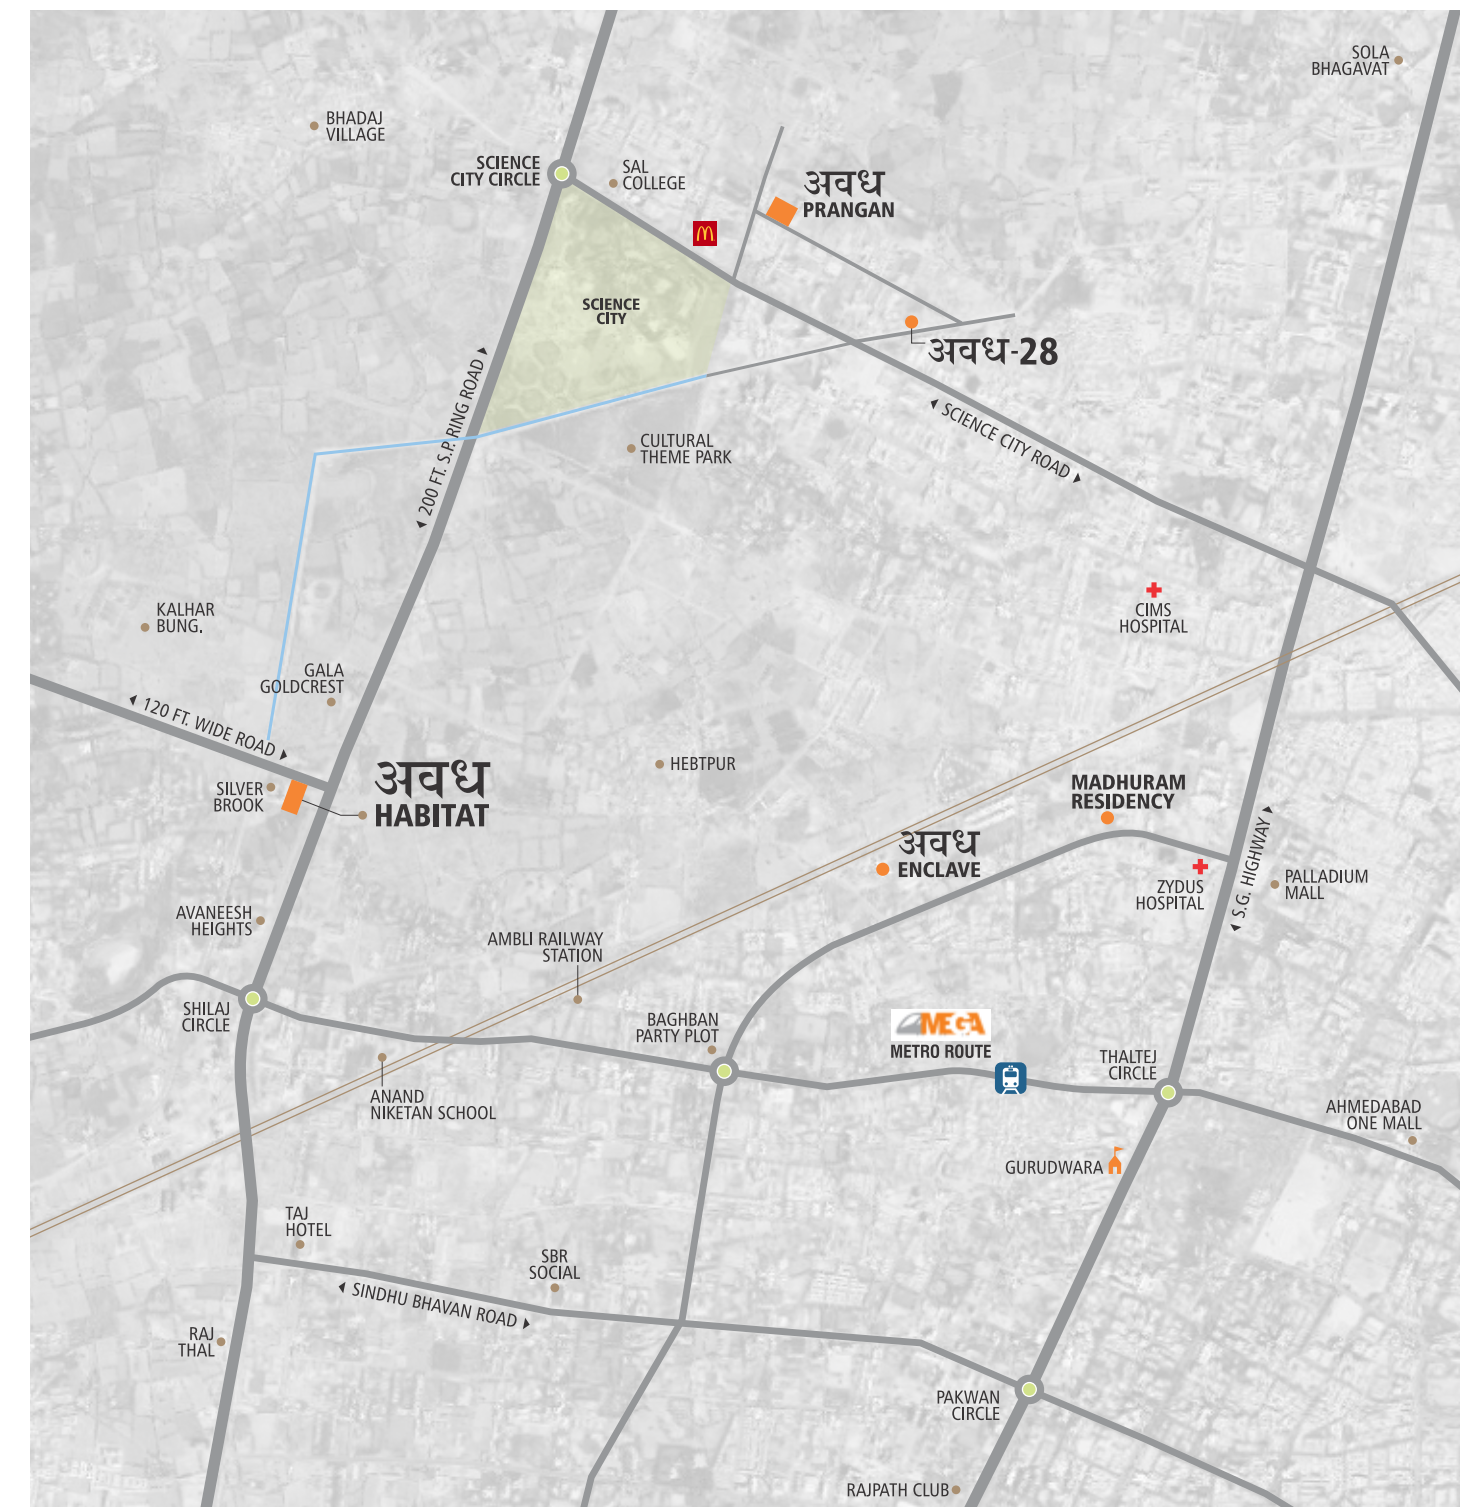 SOLA
BHAGAVAT
BHADAJ
VILLAGE
SCIENCE
CITY CIRCLE
SAL
COLLEGE
अवध
PRANGAN
SCIENCE
CITY
अवध-28
200 FT. S.P. RING ROAD
SCIENCE CITY ROAD
CULTURAL
THEME PARK
KALHAR
BUNG.
CIMS
HOSPITAL
GALA
GOLDCREST
120 FT. WIDE ROAD
SILVER
BROOK
अवध
HABITAT
HEBTPUR
MADHURAM
RESIDENCY
अवध
ENCLAVE
S.G. HIGHWAY
ZYDUS
HOSPITAL
PALLADIUM
MALL
AVANEESH
HEIGHTS
AMBLI RAILWAY
STATION
SHILAJ
CIRCLE
BAGHBAN
PARTY PLOT
MEGA
METRO ROUTE
THALTEJ
CIRCLE
ANAND
NIKETAN SCHOOL
AHMEDABAD
ONE MALL
GURUDWARA
TAJ
HOTEL
SBR
SOCIAL
SINDHU BHAVAN ROAD
RAJ
THAL
PAKWAN
CIRCLE
RAJPATH CLUB